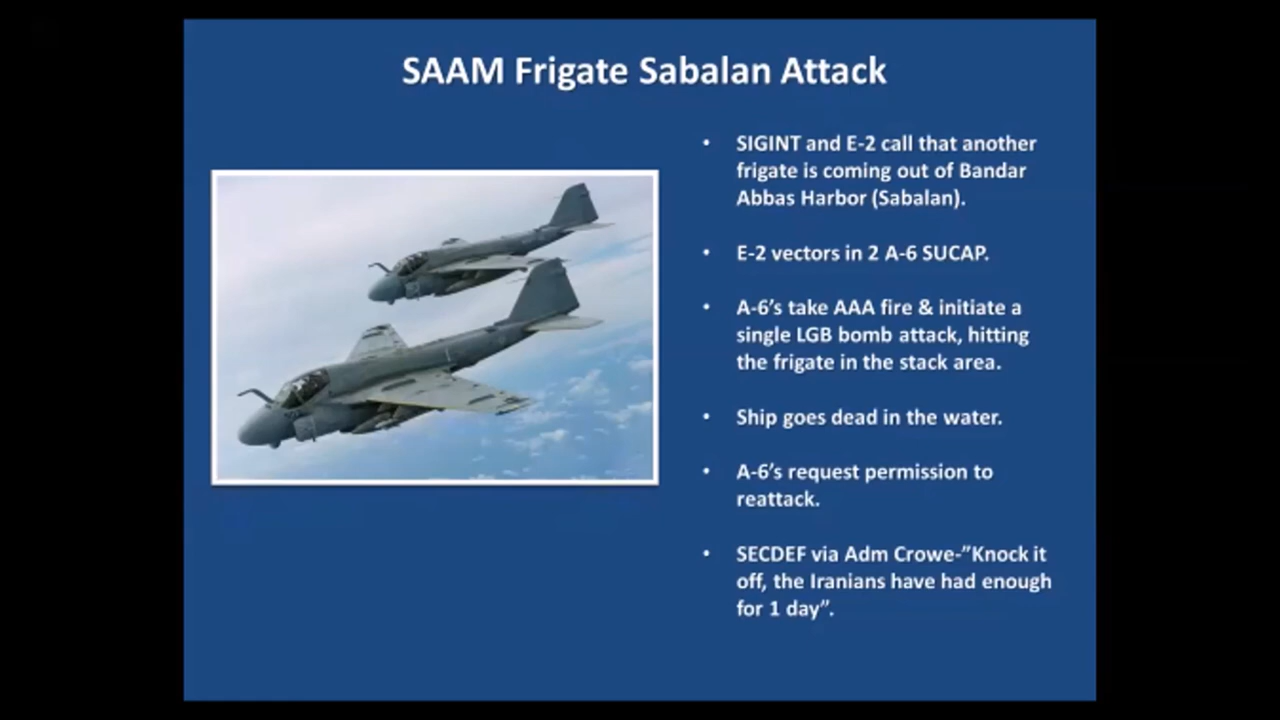 SAAM Frigate Sabalan Attack
• SIGINT and E-2 call that another
frigate is coming out of Bandar
Abbas Harbor (Sabalan).
• E-2 vectors in 2 A-6 SUCAP.
• A-6’s take AAA fire & initiate a
single LGB bomb attack, hitting
the frigate in the stack area.
• Ship goes dead in the water.
• A-6’s request permission to
reattack.
• SECDEF via Adm Crowe-”Knock it
off, the Iranians have had enough
for 1 day”.